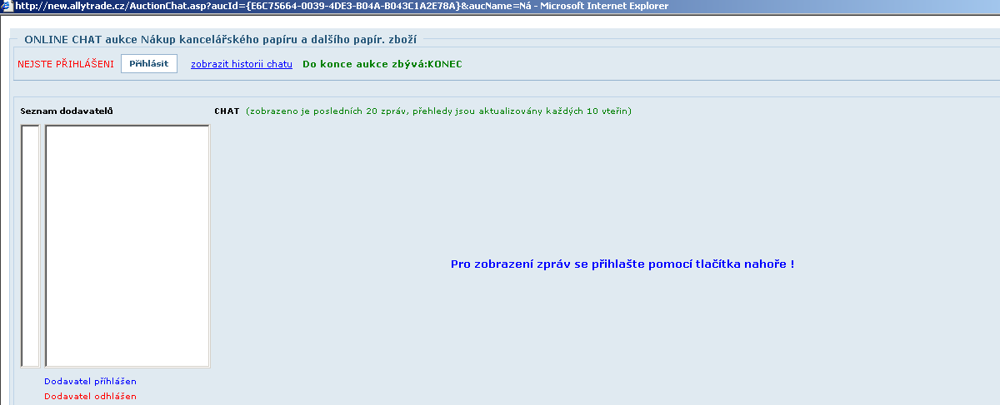 http://new.allytrade.cz/AuctionChat.asp?aucId={E6C75664-0039-4DE3-B04A-B043C1A2E78A}&aucName=Ná - Microsoft Internet Explorer
ONLINE CHAT aukce Nákup kancelářského papíru a dalšího papír. zboží
NEJSTE PŘIHLÁŠENI Přihlásit zobrazit historii chatu Do konce aukce zbývá:KONEC
Seznam dodavatelů CHAT (zobrazeno je posledních 20 zpráv, přehledy jsou aktualizovány každých 10 vteřin)
Pro zobrazení zpráv se přihlašte pomocí tlačítka nahoře !
Dodavatel příhlášen
Dodavatel odhlášen